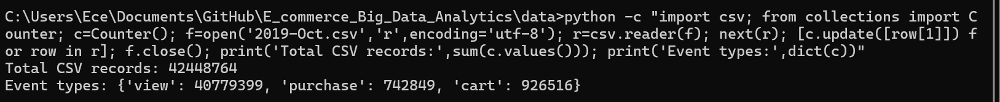 C:\Users\Ece\Documents\GitHub\E_commerce_Big_Data_Analytics\data>python -c "import csv; from collections import C
ounter; c=Counter(); f=open('2019-Oct.csv','r',encoding='utf-8'); r=csv.reader(f); next(r); [c.update([row[1]]) f
or row in r]; f.close(); print('Total CSV records:',sum(c.values())); print('Event types:',dict(c))"
Total CSV records: 42448764
Event types: {'view': 40779399, 'purchase': 742849, 'cart': 926516}